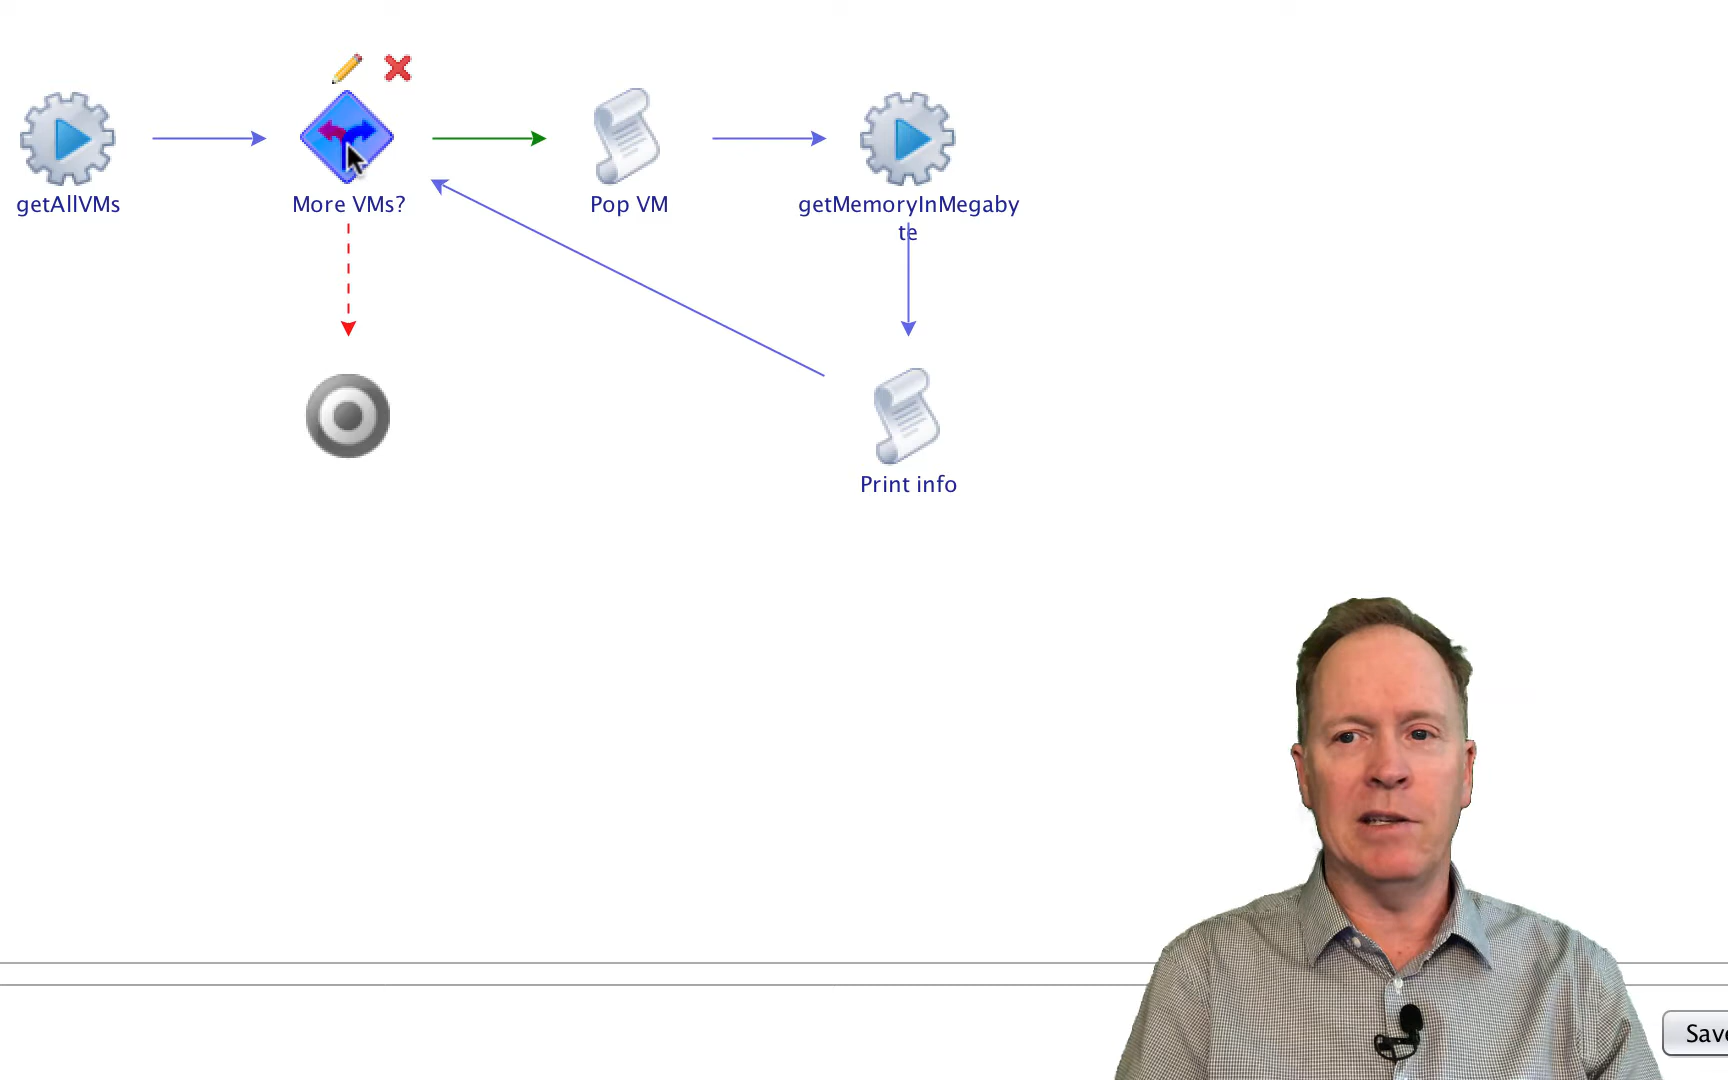 getAllVMs
More VMs?
Pop VM
getMemoryInMegaby
te
Print info
Save